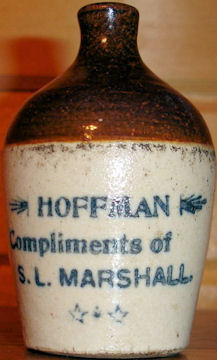 HOFFMAN
Compliments of
S.L. MARSHALL.